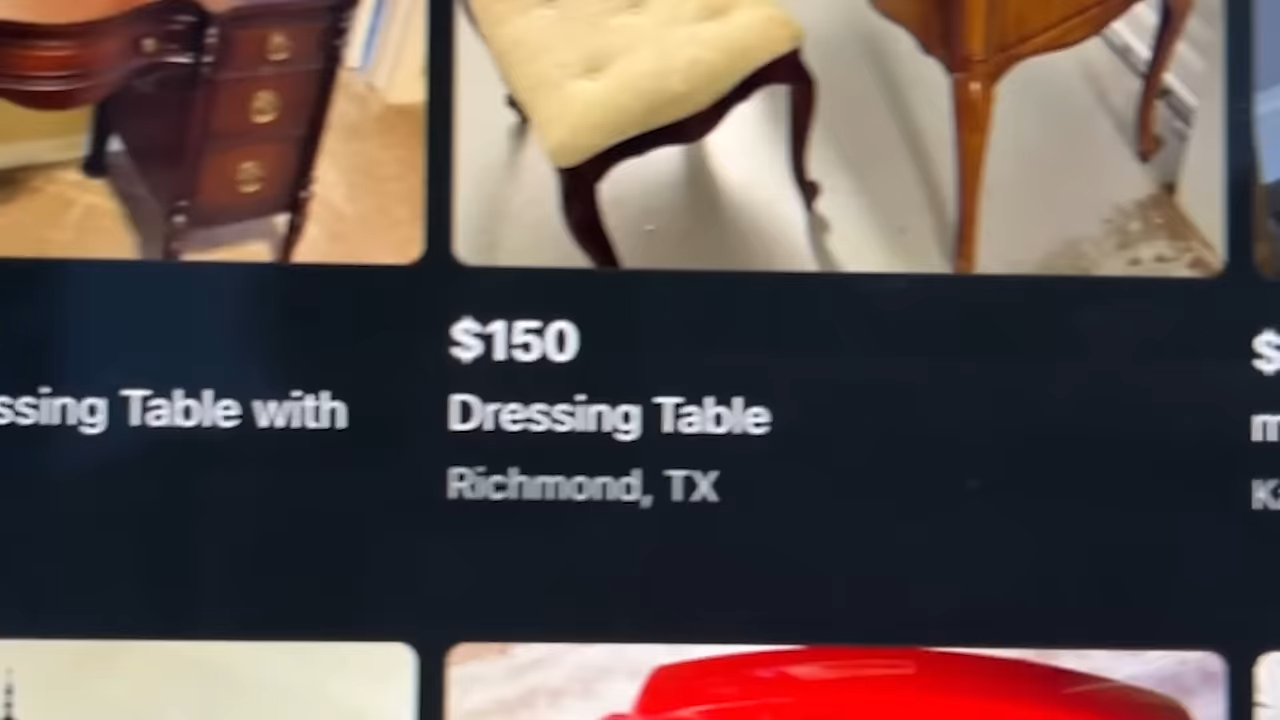 ssing Table with
$150
Dressing Table
Richmond, TX
$
m
K